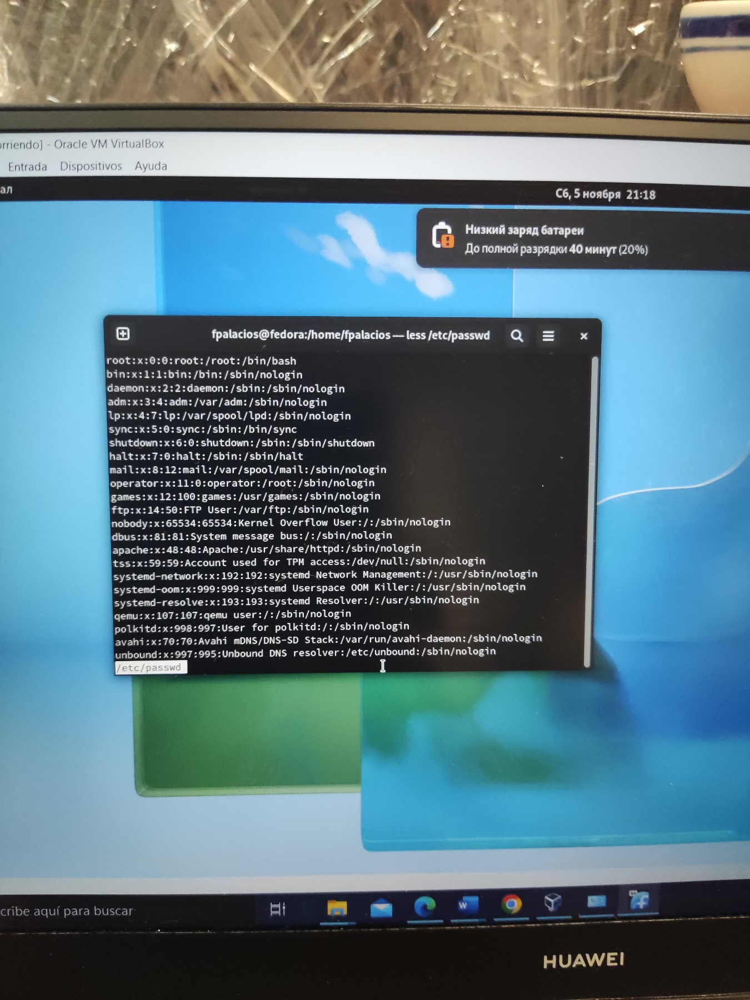 orriendo] - Oracle VM VirtualBox
Entrada Dispositivos Ayuda
ал
Сб, 5 ноября 21:18
Низкий заряд батареи
До полной разрядки 40 минут (20%)
fpalacios@fedora:/home/fpalacios — less /etc/passwd
root:x:0:0:root:/root:/bin/bash
bin:x:1:1:bin:/bin:/sbin/nologin
daemon:x:2:2:daemon:/sbin:/sbin/nologin
adm:x:3:4:adm:/var/adm:/sbin/nologin
lp:x:4:7:lp:/var/spool/lpd:/sbin/nologin
sync:x:5:0:sync:/sbin:/bin/sync
shutdown:x:6:0:shutdown:/sbin:/sbin/shutdown
halt:x:7:0:halt:/sbin:/sbin/halt
mail:x:8:12:mail:/var/spool/mail:/sbin/nologin
operator:x:11:0:operator:/root:/sbin/nologin
games:x:12:100:games:/usr/games:/sbin/nologin
ftp:x:14:50:FTP User:/var/ftp:/sbin/nologin
nobody:x:65534:65534:Kernel Overflow User:/:/sbin/nologin
dbus:x:81:81:System message bus:/:/sbin/nologin
apache:x:48:48:Apache:/usr/share/httpd:/sbin/nologin
tss:x:59:59:Account used for TPM access:/dev/null:/sbin/nologin
systemd-network:x:192:192:systemd Network Management:/:/usr/sbin/nologin
systemd-oom:x:999:999:systemd Userspace OOM Killer:/:/usr/sbin/nologin
systemd-resolve:x:193:193:systemd Resolver:/:/usr/sbin/nologin
qemu:x:107:107:qemu user:/:/sbin/nologin
polkitd:x:998:997:User for polkitd:/:/sbin/nologin
avahi:x:70:70:Avahi mDNS/DNS-SD Stack:/var/run/avahi-daemon:/sbin/nologin
unbound:x:997:995:Unbound DNS resolver:/etc/unbound:/sbin/nologin
/etc/passwd
cribe aquí para buscar
HUAWEI